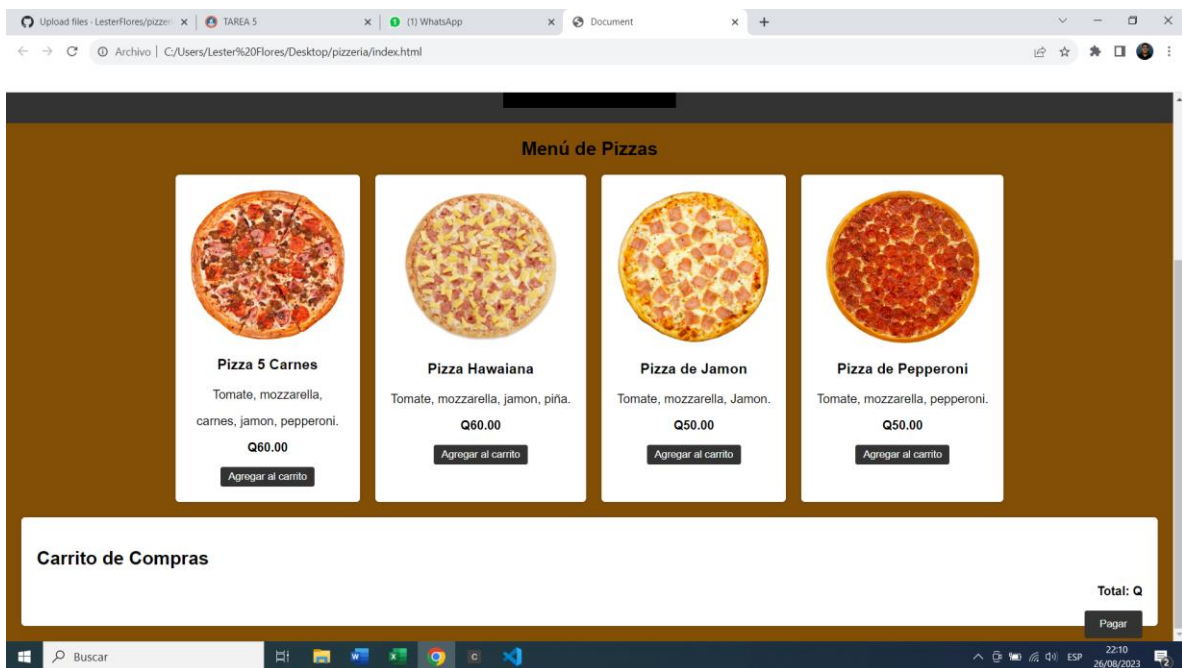 Upload files · LesterFlores/pizzeri
TAREA 5
(1) WhatsApp
Document
Archivo | C:/Users/Lester%20Flores/Desktop/pizzeria/index.html
Menú de Pizzas
Pizza 5 Carnes
Tomate, mozzarella,
carnes, jamon, pepperoni.
Q60.00
Agregar al carrito
Pizza Hawaiana
Tomate, mozzarella, jamon, piña.
Q60.00
Agregar al carrito
Pizza de Jamon
Tomate, mozzarella, Jamon.
Q50.00
Agregar al carrito
Pizza de Pepperoni
Tomate, mozzarella, pepperoni.
Q50.00
Agregar al carrito
Carrito de Compras
Total: Q
Pagar
Buscar
ESP
22:10
26/08/2023